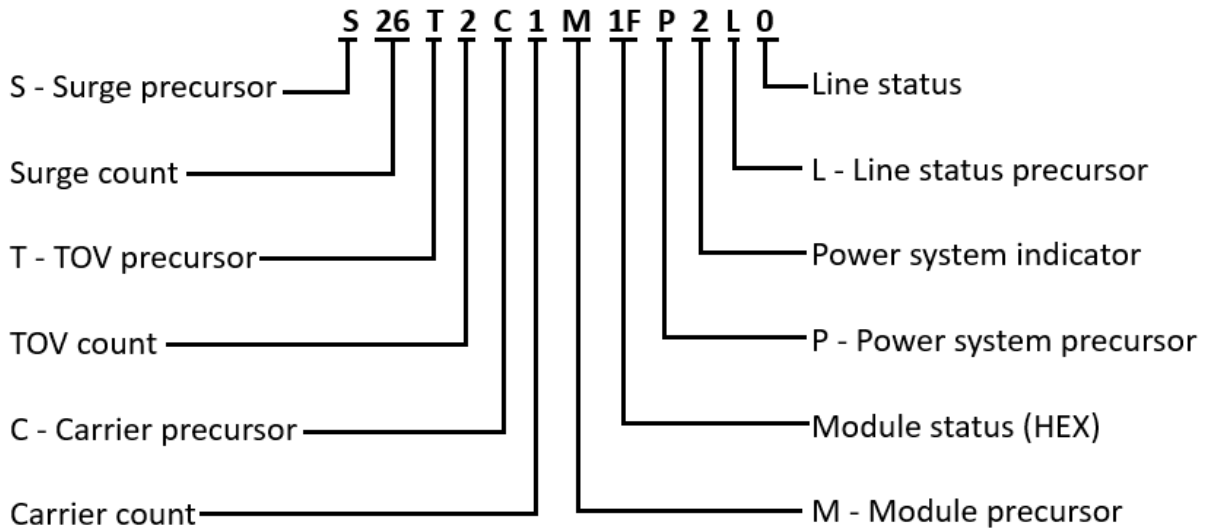 S 26 T 2 C 1 M 1F P 2 L 0
S - Surge precursor
Surge count
T - TOV precursor
TOV count
C - Carrier precursor
Carrier count
Line status
L - Line status precursor
Power system indicator
P - Power system precursor
Module status (HEX)
M - Module precursor